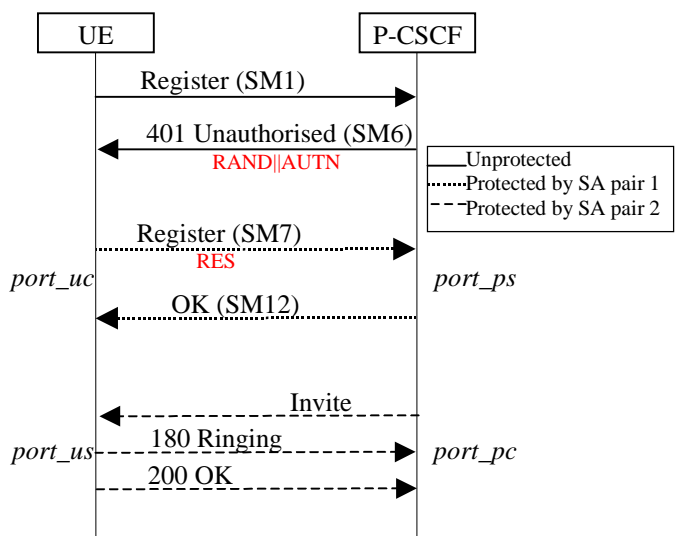 UE
P-CSCF
Register (SM1)
401 Unauthorised (SM6)
RAND||AUTN
Unprotected
Protected by SA pair 1
Protected by SA pair 2
Register (SM7)
RES
port_uc
port_ps
OK (SM12)
Invite
180 Ringing
port_us
port_pc
200 OK